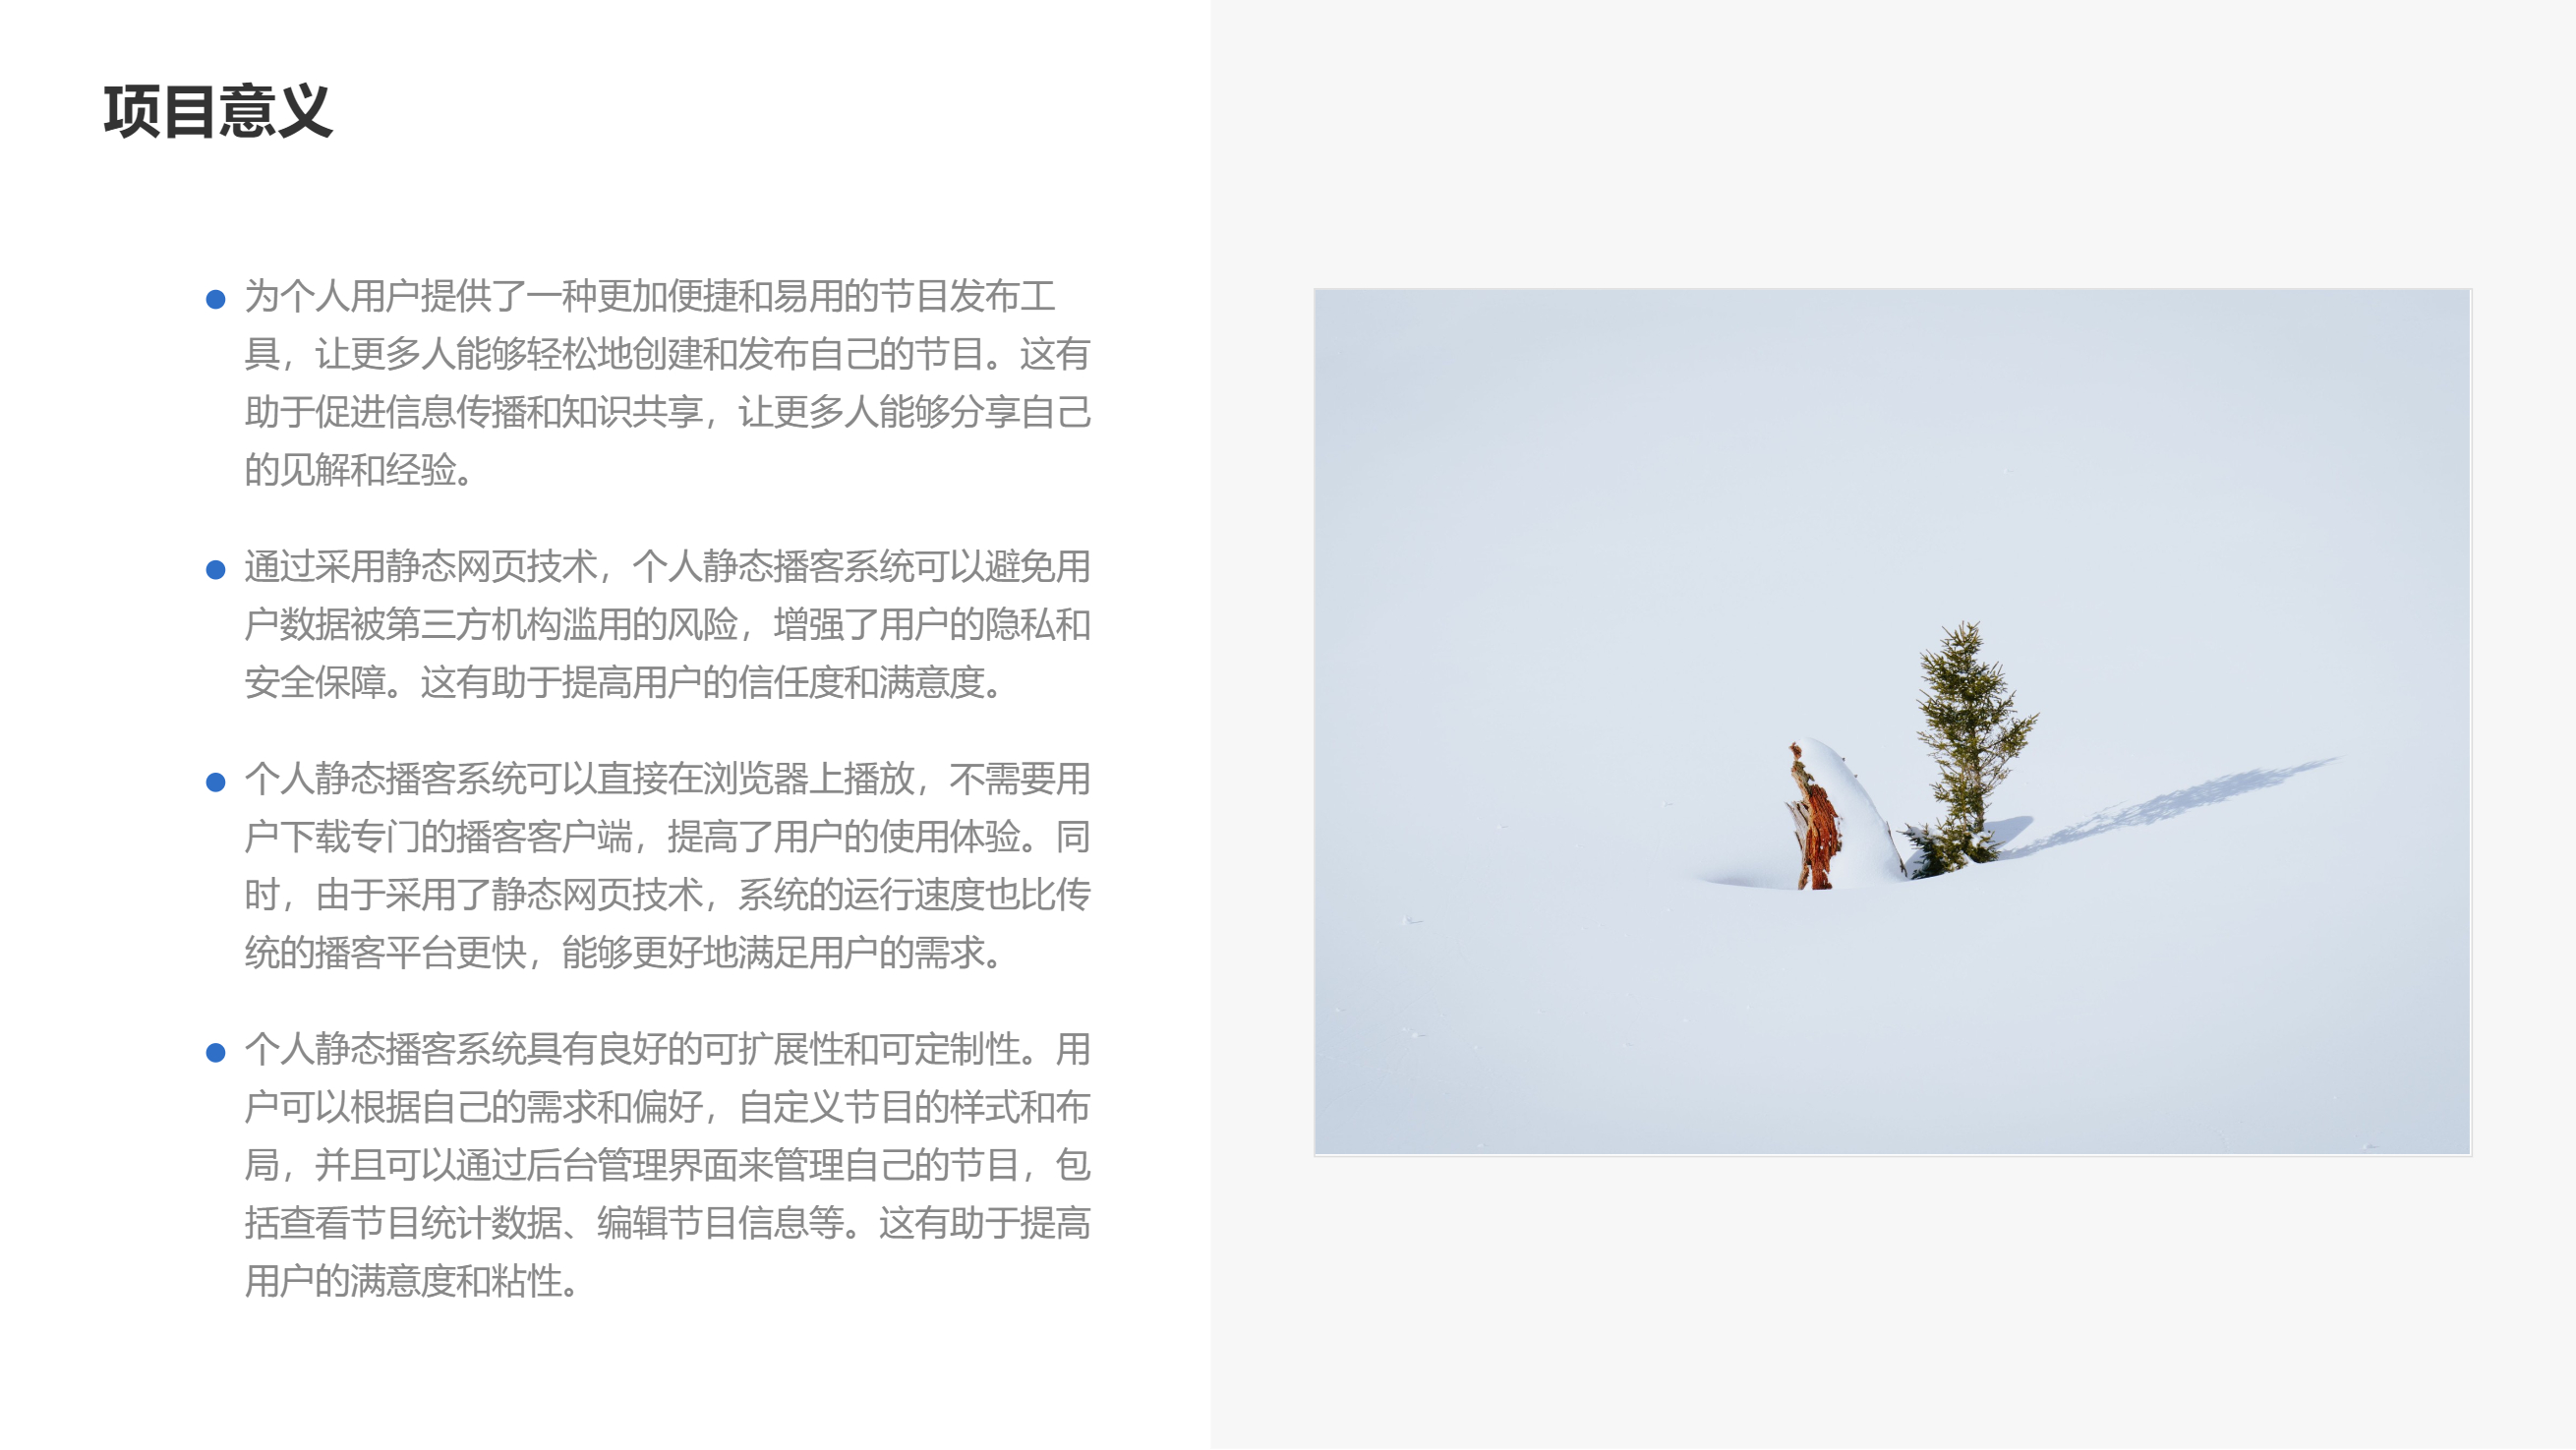 项目意义
为个人用户提供了一种更加便捷和易用的节目发布工
具，让更多人能够轻松地创建和发布自己的节目。这有
助于促进信息传播和知识共享，让更多人能够分享自己
的见解和经验。
通过采用静态网页技术，个人静态播客系统可以避免用
户数据被第三方机构滥用的风险，增强了用户的隐私和
安全保障。这有助于提高用户的信任度和满意度。
个人静态播客系统可以直接在浏览器上播放，不需要用
户下载专门的播客客户端，提高了用户的使用体验。同
时，由于采用了静态网页技术，系统的运行速度也比传
统的播客平台更快，能够更好地满足用户的需求。
个人静态播客系统具有良好的可扩展性和可定制性。用
户可以根据自己的需求和偏好，自定义节目的样式和布
局，并且可以通过后台管理界面来管理自己的节目，包
括查看节目统计数据、编辑节目信息等。这有助于提高
用户的满意度和粘性。